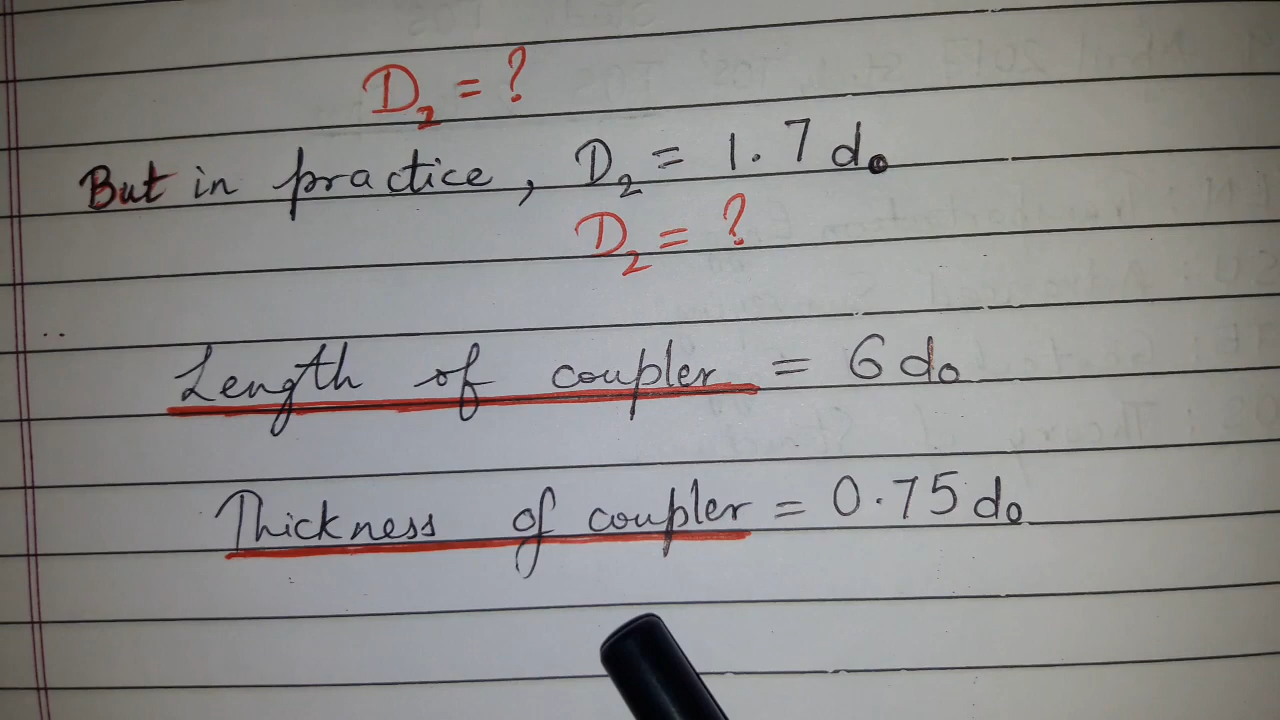 D₂ = ?
But in practice, D₂ = 1.7 d₀
D₂ = ?
Length of coupler = 6 d₀
Thickness of coupler = 0.75 d₀